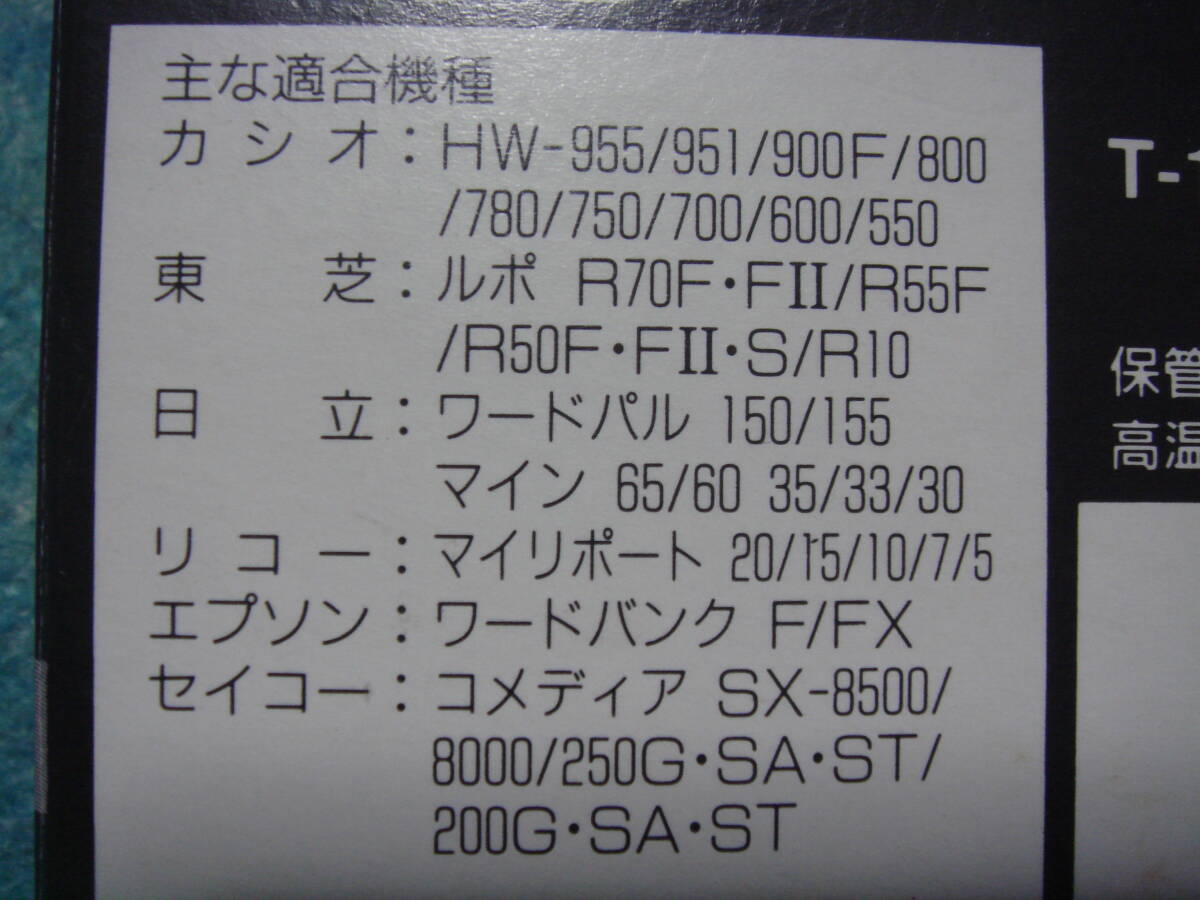 主な適合機種
カシオ：HW-955/951/900F/800
/780/750/700/600/550
東芝：ルポ R70F・FII/R55F
/R50F・FII・S/R10
日立：ワードパル 150/155
マイン 65/60 35/33/30
リコー：マイリポート 20/15/10/7/5
エプソン：ワードバンク F/FX
セイコー：コメディア SX-8500/
8000/250G・SA・ST/
200G・SA・ST
T-
保管
高温